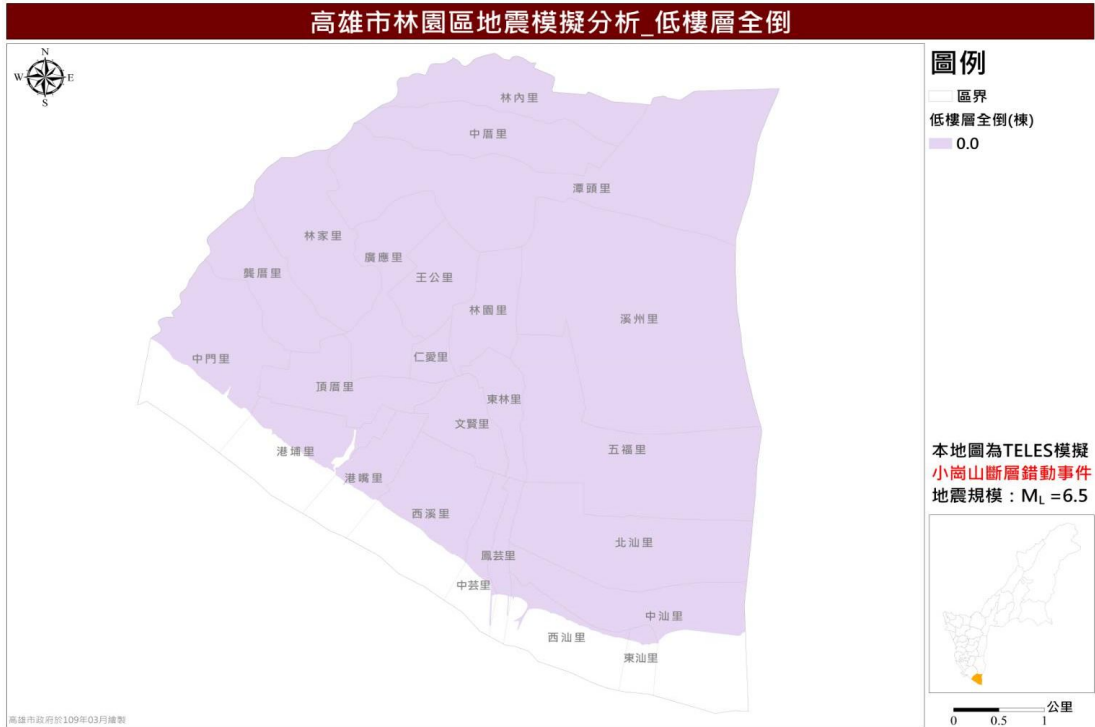 高雄市林園區地震模擬分析_低樓層全倒
N
W E
S
圖例
區界
低樓層全倒(棟)
0.0
林內里
中厝里
潭頭里
林家里
廣應里
龔厝里
王公里
林園里
溪州里
中門里
仁愛里
頂厝里
東林里
文賢里
港埔里
五福里
港嘴里
西溪里
北汕里
鳳芸里
中芸里
中汕里
西汕里
東汕里
本地圖為TELES模擬
小崗山斷層錯動事件
地震規模：ML =6.5
公里
0 0.5 1
高雄市政府於109年03月繪製